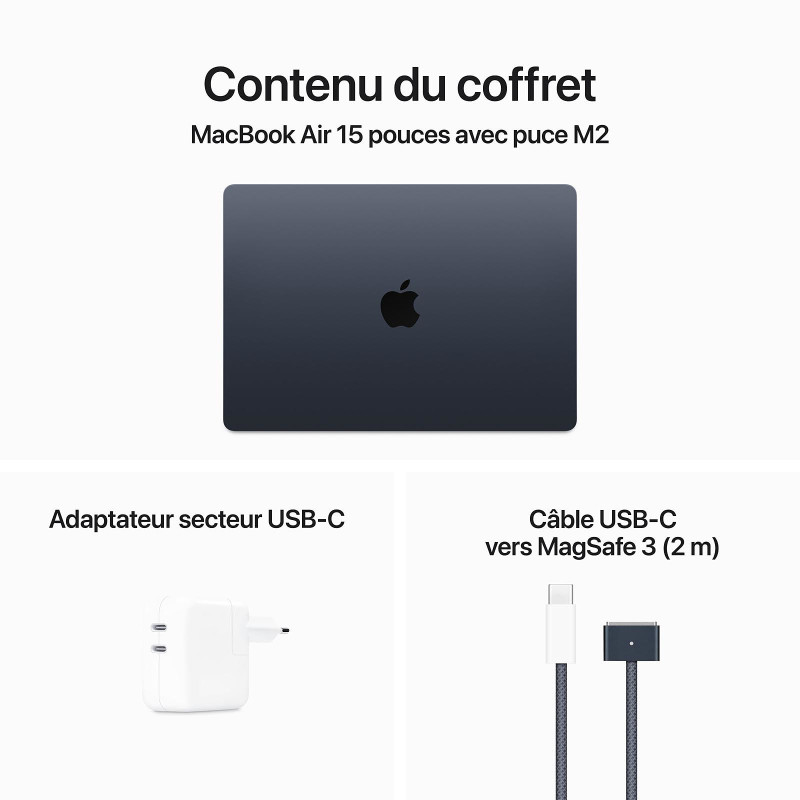 Contenu du coffret
MacBook Air 15 pouces avec puce M2
Adaptateur secteur USB-C
Câble USB-C
vers MagSafe 3 (2 m)